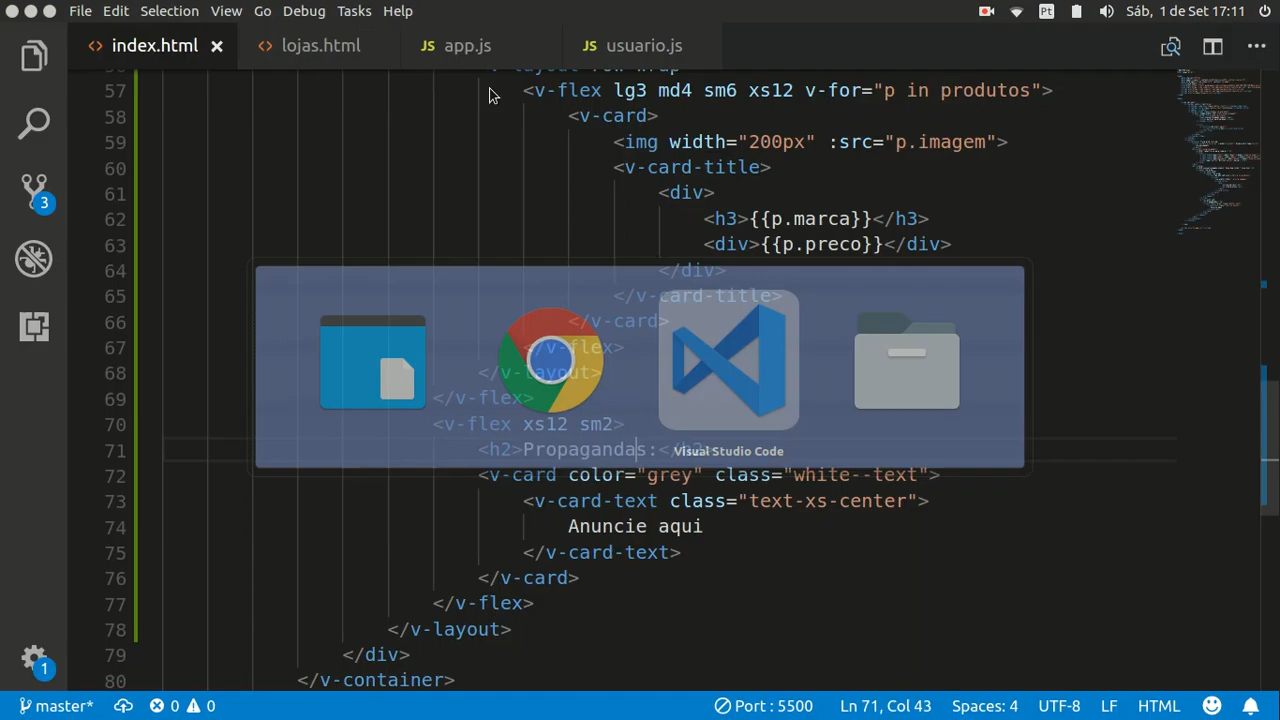 File Edit Selection View Go Debug Tasks Help
Pt
Sáb, 1 de Set 17:11
index.html
lojas.html
JS app.js
JS usuario.js
57 <v-flex lg3 md4 sm6 xs12 v-for="p in produtos">
58 <v-card>
59 <img width="200px" :src="p.imagem">
60 <v-card-title>
61 <div>
62 <h3>{{p.marca}}</h3>
63 <div>{{p.preco}}</div>
64 </div>
65 </v-card-title>
66 </v-card>
67 </v-flex>
68 </v-layout>
69 </v-flex>
70 <v-flex xs12 sm2>
71 <h2>Propagandas:</h2>
Visual Studio Code
72 <v-card color="grey" class="white--text">
73 <v-card-text class="text-xs-center">
74 Anuncie aqui
75 </v-card-text>
76 </v-card>
77 </v-flex>
78 </v-layout>
79 </div>
80 </v-container>
3
1
master* 0 0 Port : 5500 Ln 71, Col 43 Spaces: 4 UTF-8 LF HTML